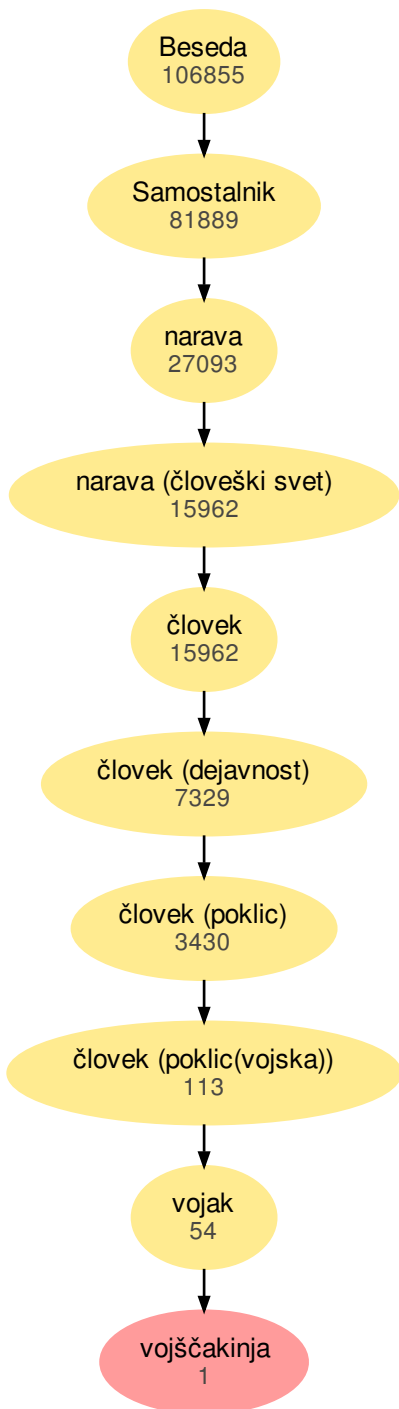 Beseda
106855
Samostalnik
81889
narava
27093
narava (človeški svet)
15962
človek
15962
človek (dejavnost)
7329
človek (poklic)
3430
človek (poklic(vojska))
113
vojak
54
vojščakinja
1